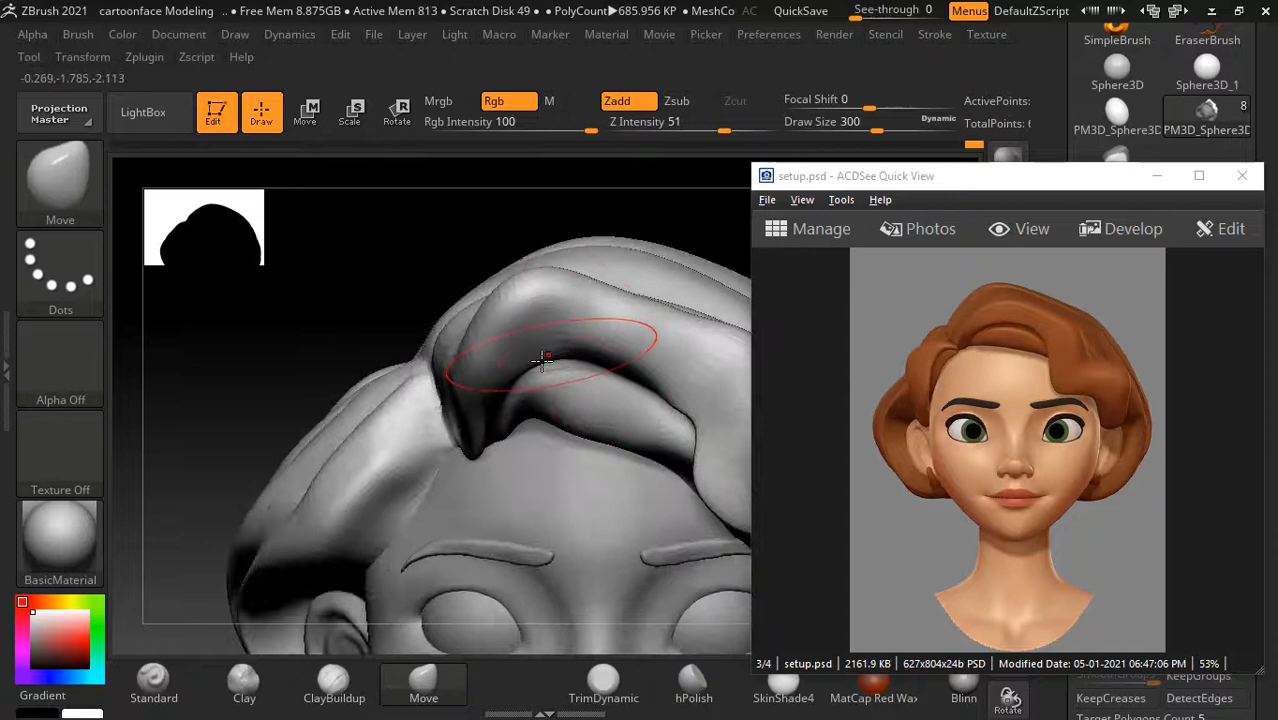 ZBrush 2021 cartoonface Modeling .. • Free Mem 8.875GB • Active Mem 813 • Scratch Disk 49 • PolyCount▶685.956 KP • MeshCo AC QuickSave See-through 0 Menus DefaultZScript
Alpha Brush Color Document Draw Dynamics Edit File Layer Light Macro Marker Material Movie Picker Preferences Render Stencil Stroke Texture
Tool Transform Zplugin Zscript Help
-0.269,-1.785,-2.113
SimpleBrush EraserBrush
Sphere3D Sphere3D_1
8
PM3D_Sphere3D PM3D_Sphere3D
Projection Master
LightBox
Edit Draw Move Scale Rotate
Mrgb Rgb M
Rgb Intensity 100
Zadd Zsub Zcut
Z Intensity 51
Focal Shift 0
Draw Size 300 Dynamic
ActivePoints:
TotalPoints: 6
Move
Dots
Alpha Off
Texture Off
BasicMaterial
Gradient
setup.psd - ACDSee Quick View
File View Tools Help
Manage Photos View Develop Edit
3/4 setup.psd 2161.9 KB 627x804x24b PSD Modified Date: 05-01-2021 06:47:06 PM 53%
Standard Clay ClayBuildup Move TrimDynamic hPolish SkinShade4 MatCap Red Wax Blinn Rotate
KeepGroups
KeepCreases DetectEdges
Target Polygons Count 5